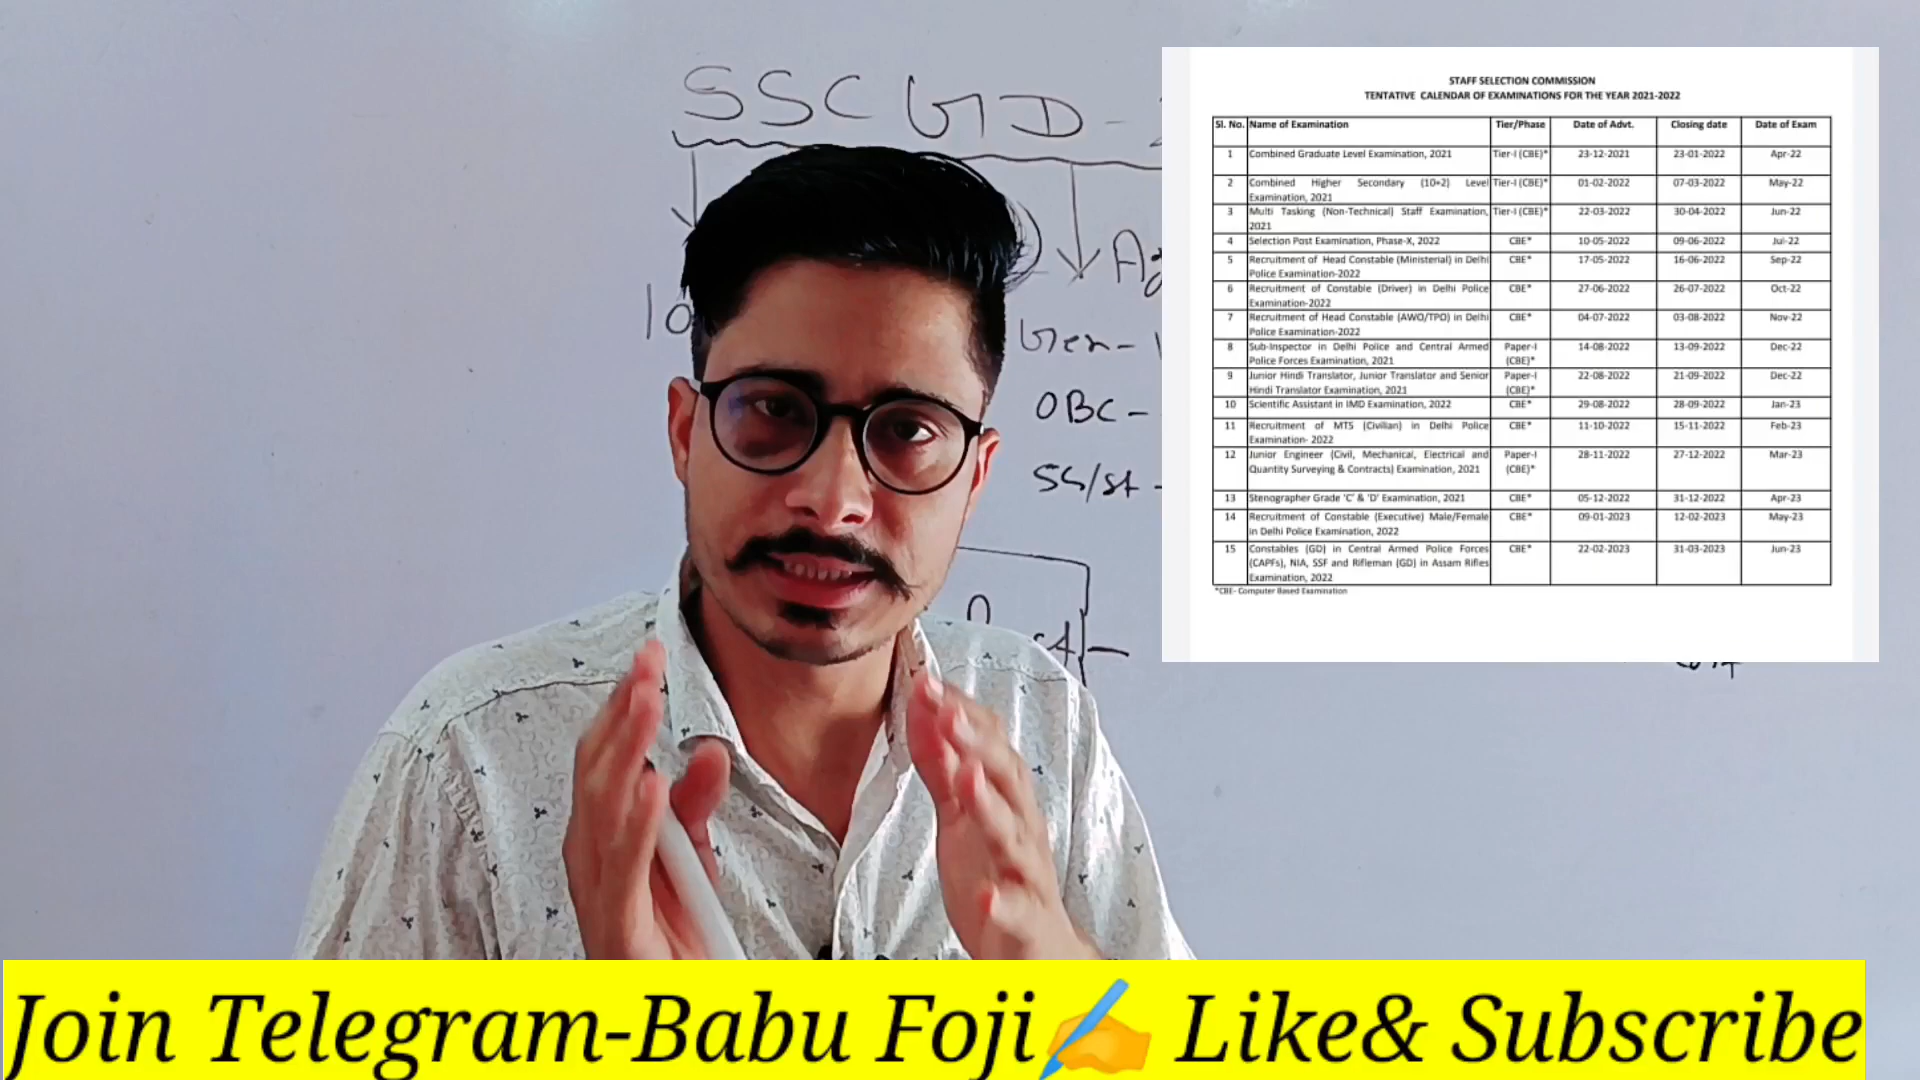 SSC GD -
10
Ag
Gen -
OBC -
SC/ST -
STAFF SELECTION COMMISSION
TENTATIVE CALENDAR OF EXAMINATIONS FOR THE YEAR 2021-2022
Sl. No. Name of Examination Tier/Phase Date of Advt. Closing date Date of Exam
1 Combined Graduate Level Examination, 2021 Tier-I (CBE)* 23-12-2021 23-01-2022 Apr-22
2 Combined Higher Secondary (10+2) Level Tier-I (CBE)* 01-02-2022 07-03-2022 May-22
Examination, 2021
3 Multi Tasking (Non-Technical) Staff Examination, Tier-I (CBE)* 22-03-2022 30-04-2022 Jun-22
2021
4 Selection Post Examination, Phase-X, 2022 CBE* 10-05-2022 09-06-2022 Jul-22
5 Recruitment of Head Constable (Ministerial) in Delhi CBE* 17-05-2022 16-06-2022 Sep-22
Police Examination-2022
6 Recruitment of Constable (Driver) in Delhi Police CBE* 27-06-2022 26-07-2022 Oct-22
Examination-2022
7 Recruitment of Head Constable (AWO/TPO) in Delhi CBE* 04-07-2022 03-08-2022 Nov-22
Police Examination-2022
8 Sub-Inspector in Delhi Police and Central Armed Paper-I 14-08-2022 13-09-2022 Dec-22
Police Forces Examination, 2021 (CBE)*
9 Junior Hindi Translator, Junior Translator and Senior Paper-I 22-08-2022 21-09-2022 Dec-22
Hindi Translator Examination, 2021 (CBE)*
10 Scientific Assistant in IMD Examination, 2022 CBE* 29-08-2022 28-09-2022 Jan-23
11 Recruitment of MTS (Civilian) in Delhi Police CBE* 11-10-2022 15-11-2022 Feb-23
Examination- 2022
12 Junior Engineer (Civil, Mechanical, Electrical and Paper-I 28-11-2022 27-12-2022 Mar-23
Quantity Surveying & Contracts) Examination, 2021 (CBE)*
13 Stenographer Grade 'C' & 'D' Examination, 2021 CBE* 05-12-2022 31-12-2022 Apr-23
14 Recruitment of Constable (Executive) Male/Female CBE* 09-01-2023 12-02-2023 May-23
in Delhi Police Examination, 2022
15 Constables (GD) in Central Armed Police Forces CBE* 22-02-2023 31-03-2023 Jun-23
(CAPFs), NIA, SSF and Rifleman (GD) in Assam Rifles
Examination, 2022
*CBE- Computer Based Examination
Join Telegram-Babu Foji✍ Like& Subscribe